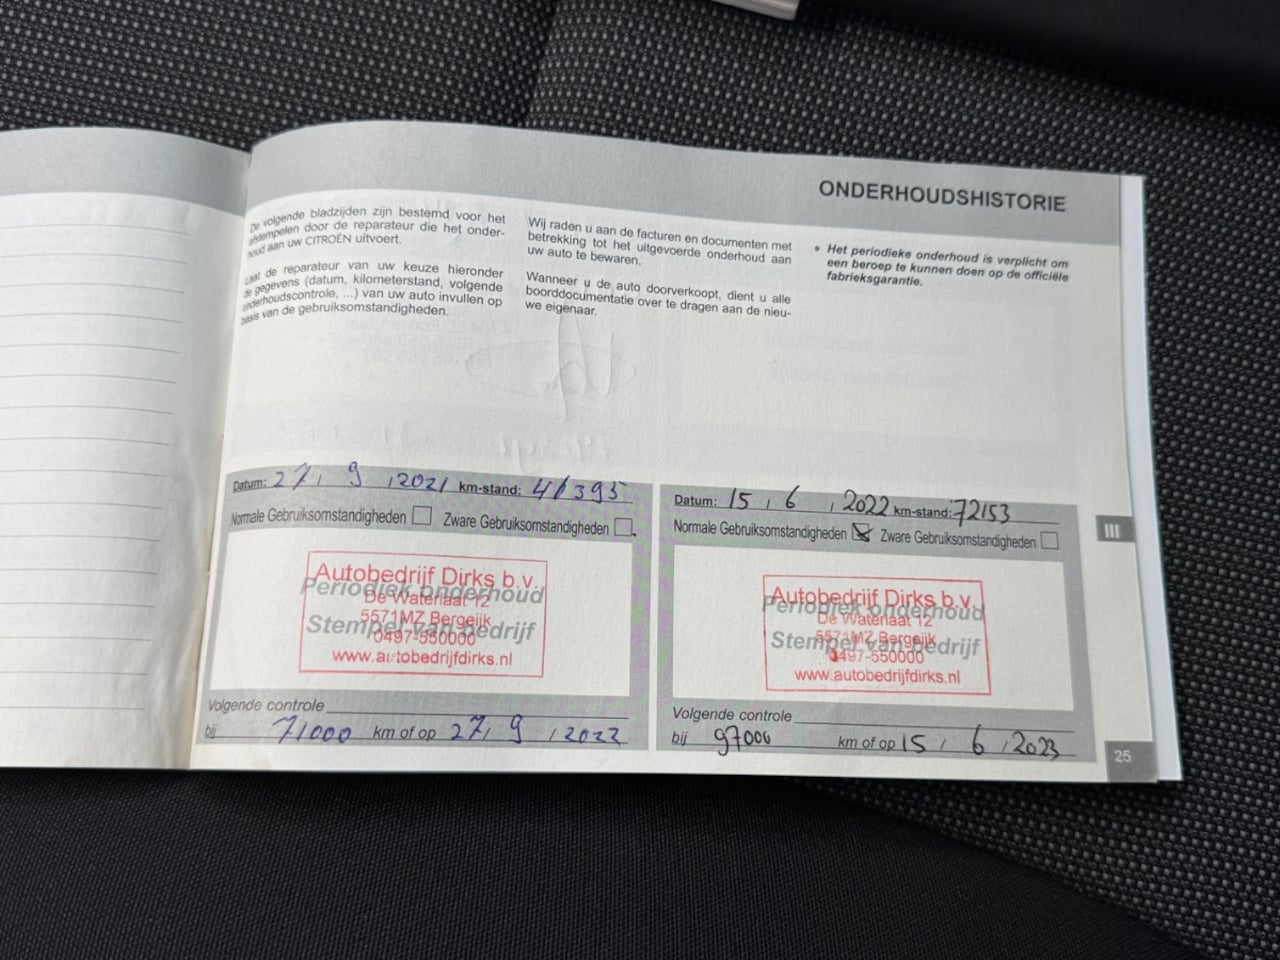 ONDERHOUDSHISTORIE
De volgende bladzijden zijn bestemd voor het
afstempelen door de reparateur die het onder-
houd aan uw CITROËN uitvoert.
Laat de reparateur van uw keuze hieronder
de gegevens (datum, kilometerstand, volgende
onderhoudscontrole, ...) van uw auto invullen op
basis van de gebruiksomstandigheden.
Wij raden u aan de facturen en documenten met
betrekking tot het uitgevoerde onderhoud aan
uw auto te bewaren.
Wanneer u de auto doorverkoopt, dient u alle
boorddocumentatie over te dragen aan de nieu-
we eigenaar.
• Het periodieke onderhoud is verplicht om
een beroep te kunnen doen op de officiële
fabrieksgarantie.
Datum: 27, 9, 2021 km-stand: 41395
Normale Gebruiksomstandigheden Zware Gebruiksomstandigheden
Autobedrijf Dirks b.v.
Periodiek onderhoud
De Waterlaat 12
5571MZ Bergeijk
Stempel van bedrijf
0497-550000
www.autobedrijfdirks.nl
Volgende controle
bij 71000 km of op 27, 9, 2022
Datum: 15, 6, 2022 km-stand: 72153
Normale Gebruiksomstandigheden Zware Gebruiksomstandigheden
Autobedrijf Dirks b.v.
Periodiek onderhoud
De Waterlaat 12
5571MZ Bergeijk
Stempel van bedrijf
0497-550000
www.autobedrijfdirks.nl
Volgende controle
bij 97000 km of op 15, 6, 2023
III
25